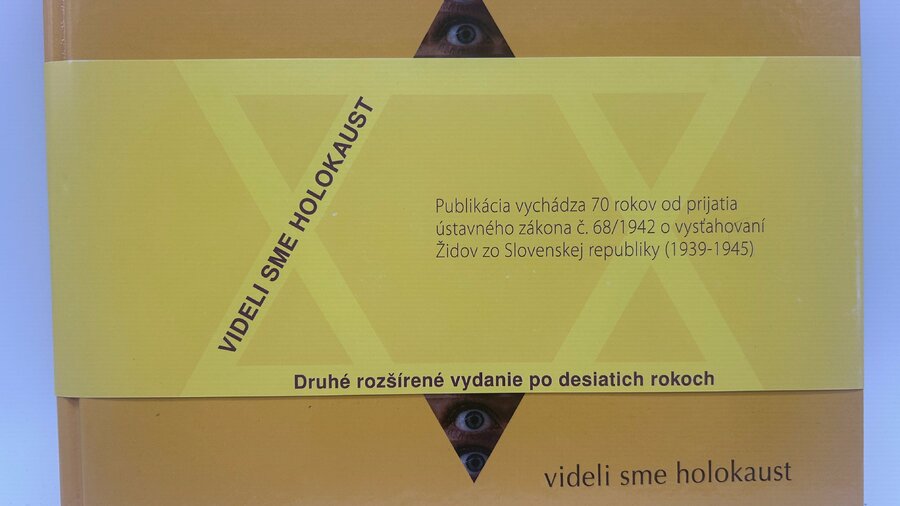 VIDELI SME HOLOKAUST
Publikácia vychádza 70 rokov od prijatia
ústavného zákona č. 68/1942 o vysťahovaní
Židov zo Slovenskej republiky (1939-1945)
Druhé rozšírené vydanie po desiatich rokoch
videli sme holokaust